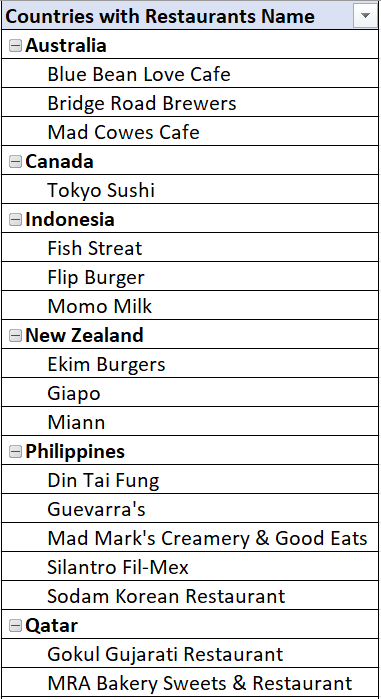 Countries with Restaurants Name
Australia
Blue Bean Love Cafe
Bridge Road Brewers
Mad Cowes Cafe
Canada
Tokyo Sushi
Indonesia
Fish Streat
Flip Burger
Momo Milk
New Zealand
Ekim Burgers
Giapo
Miann
Philippines
Din Tai Fung
Guevarra's
Mad Mark's Creamery & Good Eats
Silantro Fil-Mex
Sodam Korean Restaurant
Qatar
Gokul Gujarati Restaurant
MRA Bakery Sweets & Restaurant